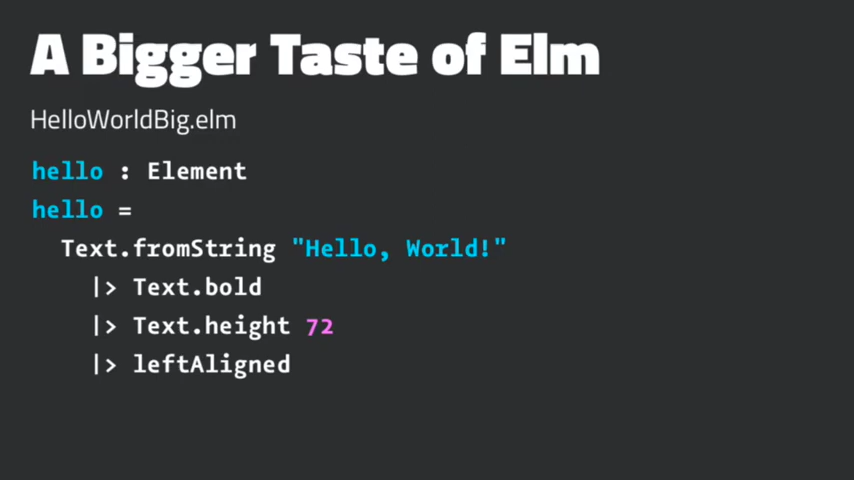 A Bigger Taste of Elm
HelloWorldBig.elm
hello : Element
hello =
Text.fromString "Hello, World!"
|> Text.bold
|> Text.height 72
|> leftAligned